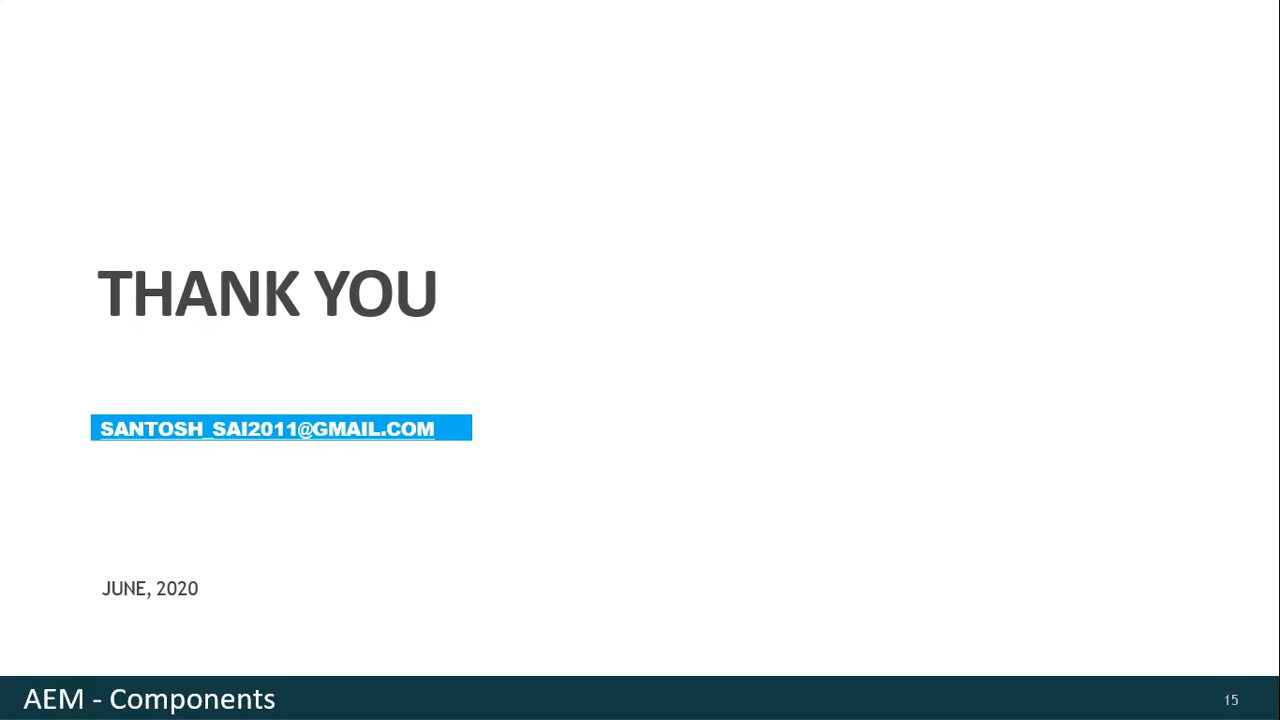 THANK YOU
SANTOSH_SAI2011@GMAIL.COM
JUNE, 2020
AEM - Components
15